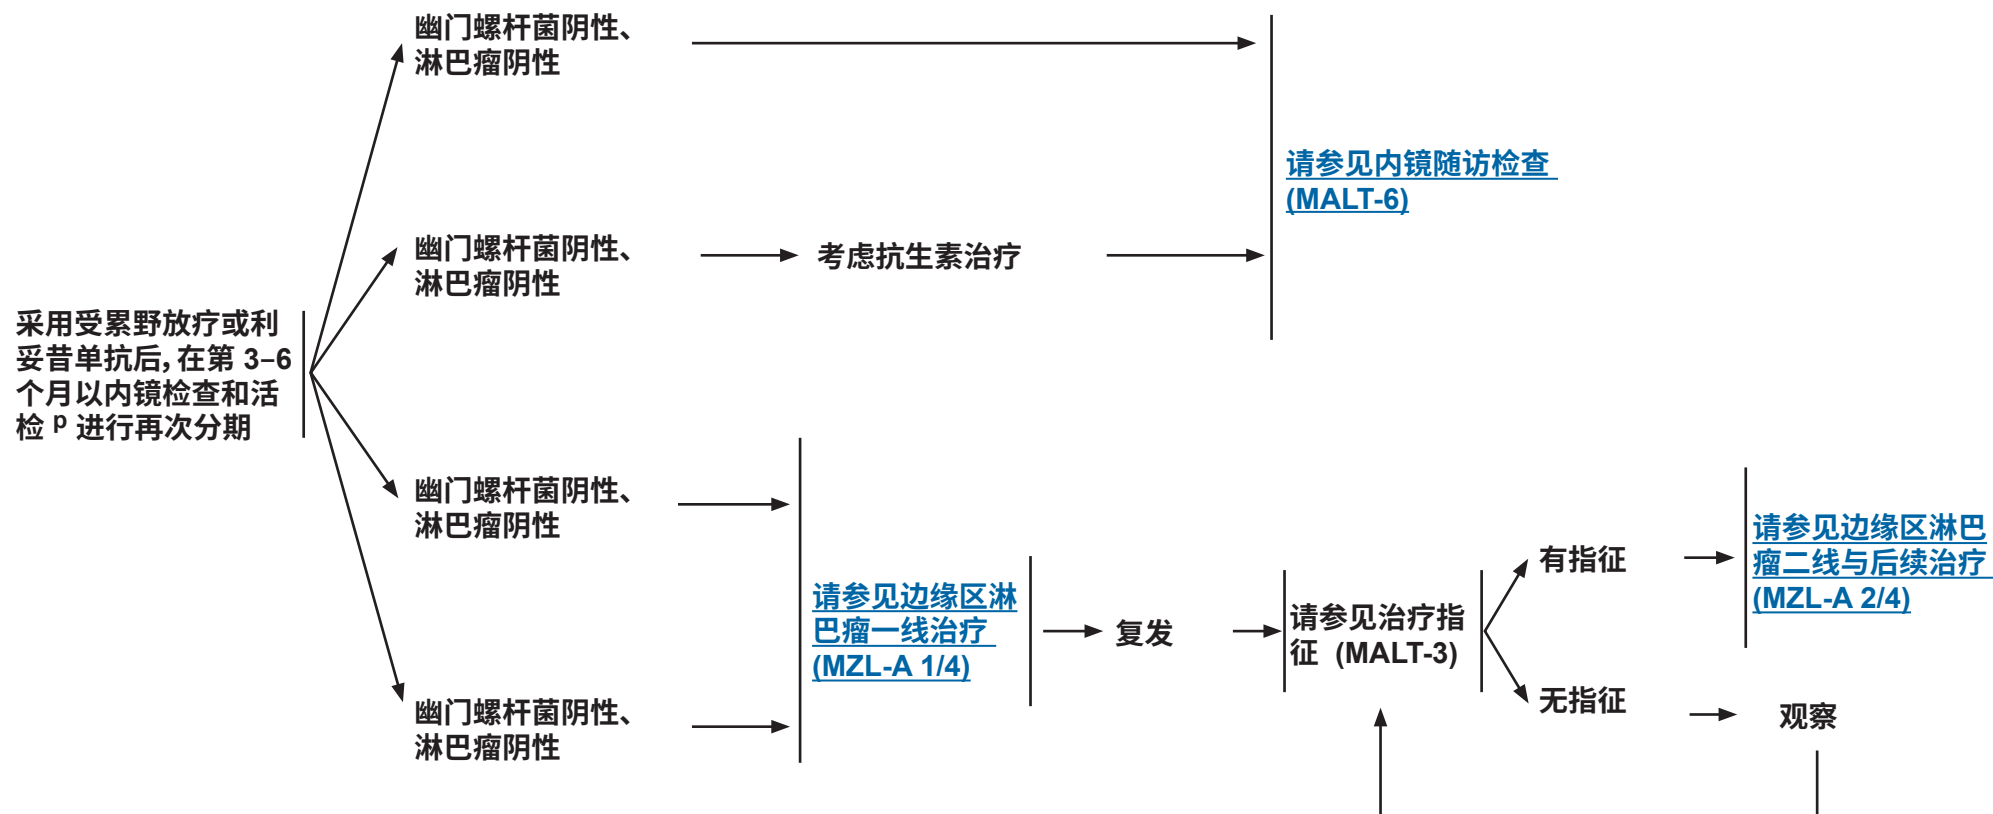 幽门螺杆菌阴性、
淋巴瘤阴性
请参见内镜随访检查
(MALT-6)
幽门螺杆菌阴性、
淋巴瘤阴性
考虑抗生素治疗
采用受累野放疗或利
妥昔单抗后，在第 3–6
个月以内镜检查和活
检 p 进行再次分期
幽门螺杆菌阴性、
淋巴瘤阴性
请参见边缘区淋
巴瘤一线治疗
(MZL-A 1/4)
复发
请参见治疗指
征 (MALT-3)
有指征
请参见边缘区淋巴
瘤二线与后续治疗
(MZL-A 2/4)
无指征
观察
幽门螺杆菌阴性、
淋巴瘤阴性